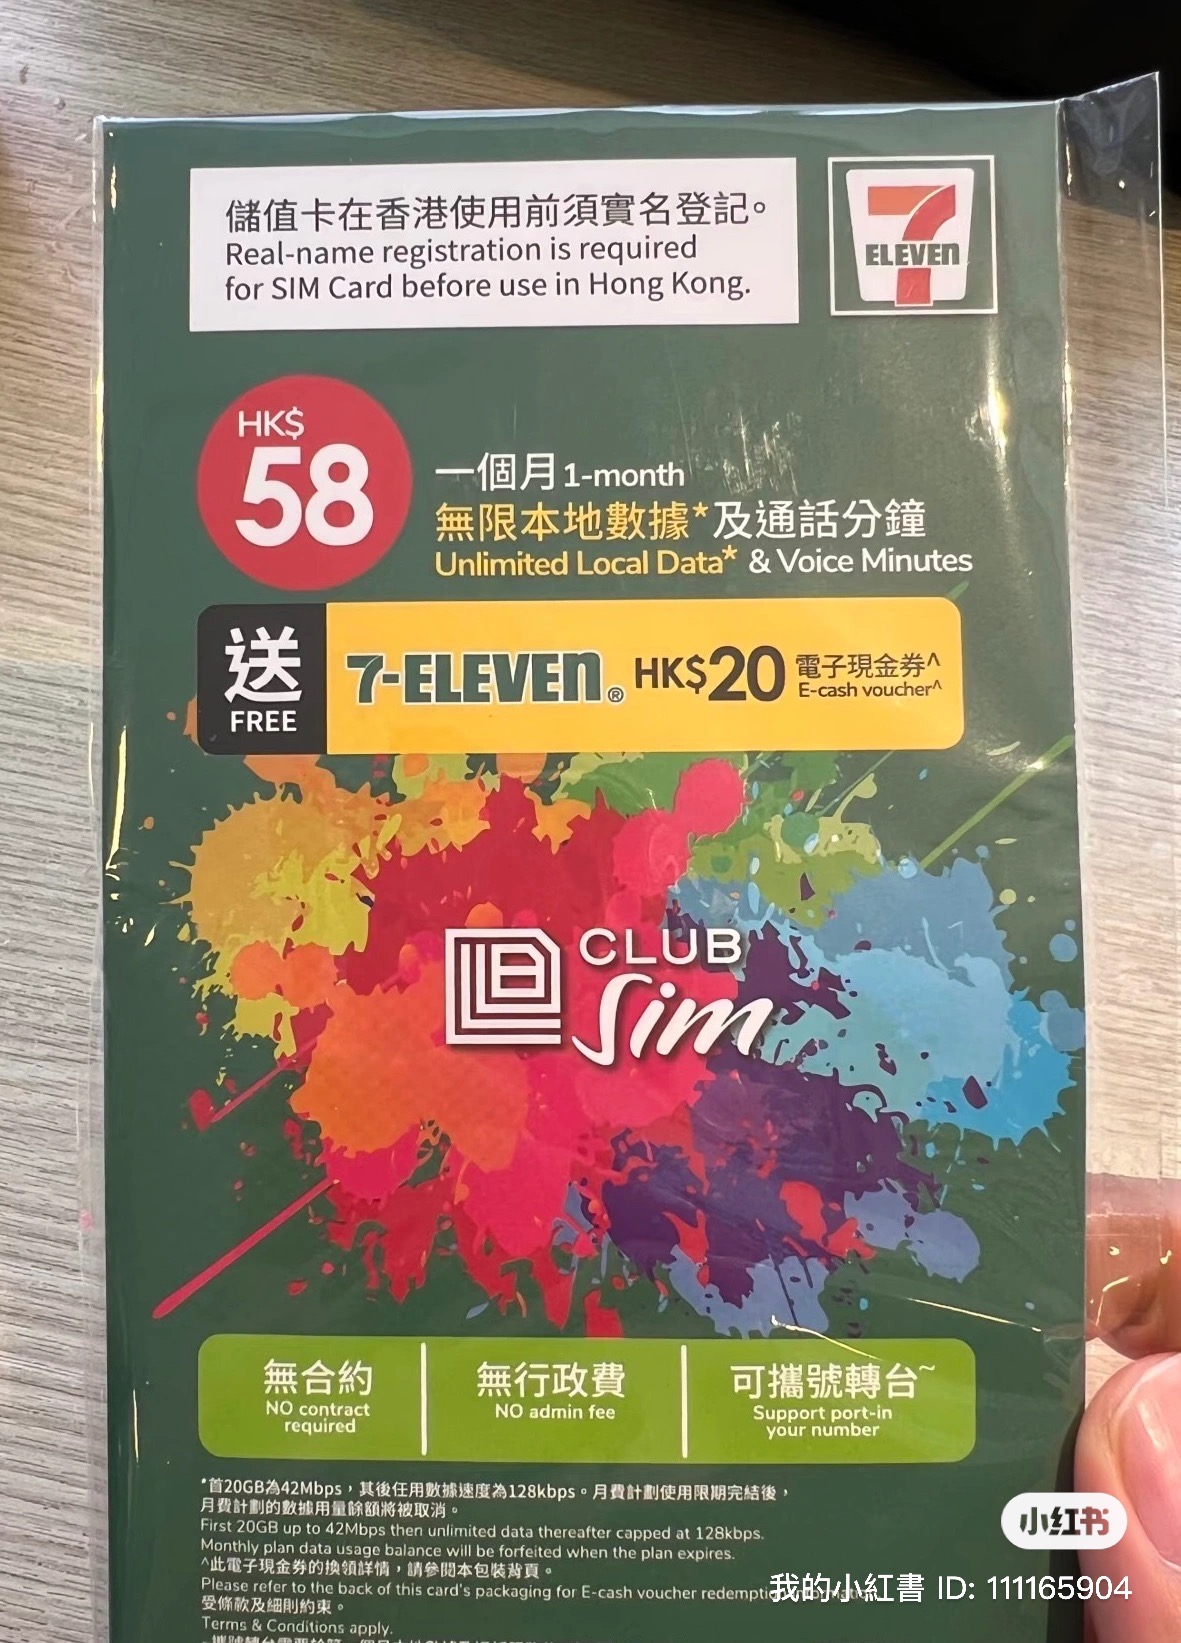 儲值卡在香港使用前須實名登記。
Real-name registration is required
for SIM Card before use in Hong Kong.
7
ELEVEN
HK$
58
一個月 1-month
無限本地數據*及通話分鐘
Unlimited Local Data* & Voice Minutes
送
FREE
7-ELEVEN® HK$20 電子現金券^
E-cash voucher^
CLUB
Sim
無合約
NO contract
required
無行政費
NO admin fee
可攜號轉台~
Support port-in
your number
*首20GB為42Mbps，其後任用數據速度為128kbps。月費計劃使用限期完結後，
月費計劃的數據用量餘額將被取消。
First 20GB up to 42Mbps then unlimited data thereafter capped at 128kbps.
Monthly plan data usage balance will be forfeited when the plan expires.
^此電子現金券的換領詳情，請參閱本包裝背頁。
Please refer to the back of this card's packaging for E-cash voucher redemption
受條款及細則約束。
Terms & Conditions apply.
小红书
我的小紅書 ID: 111165904